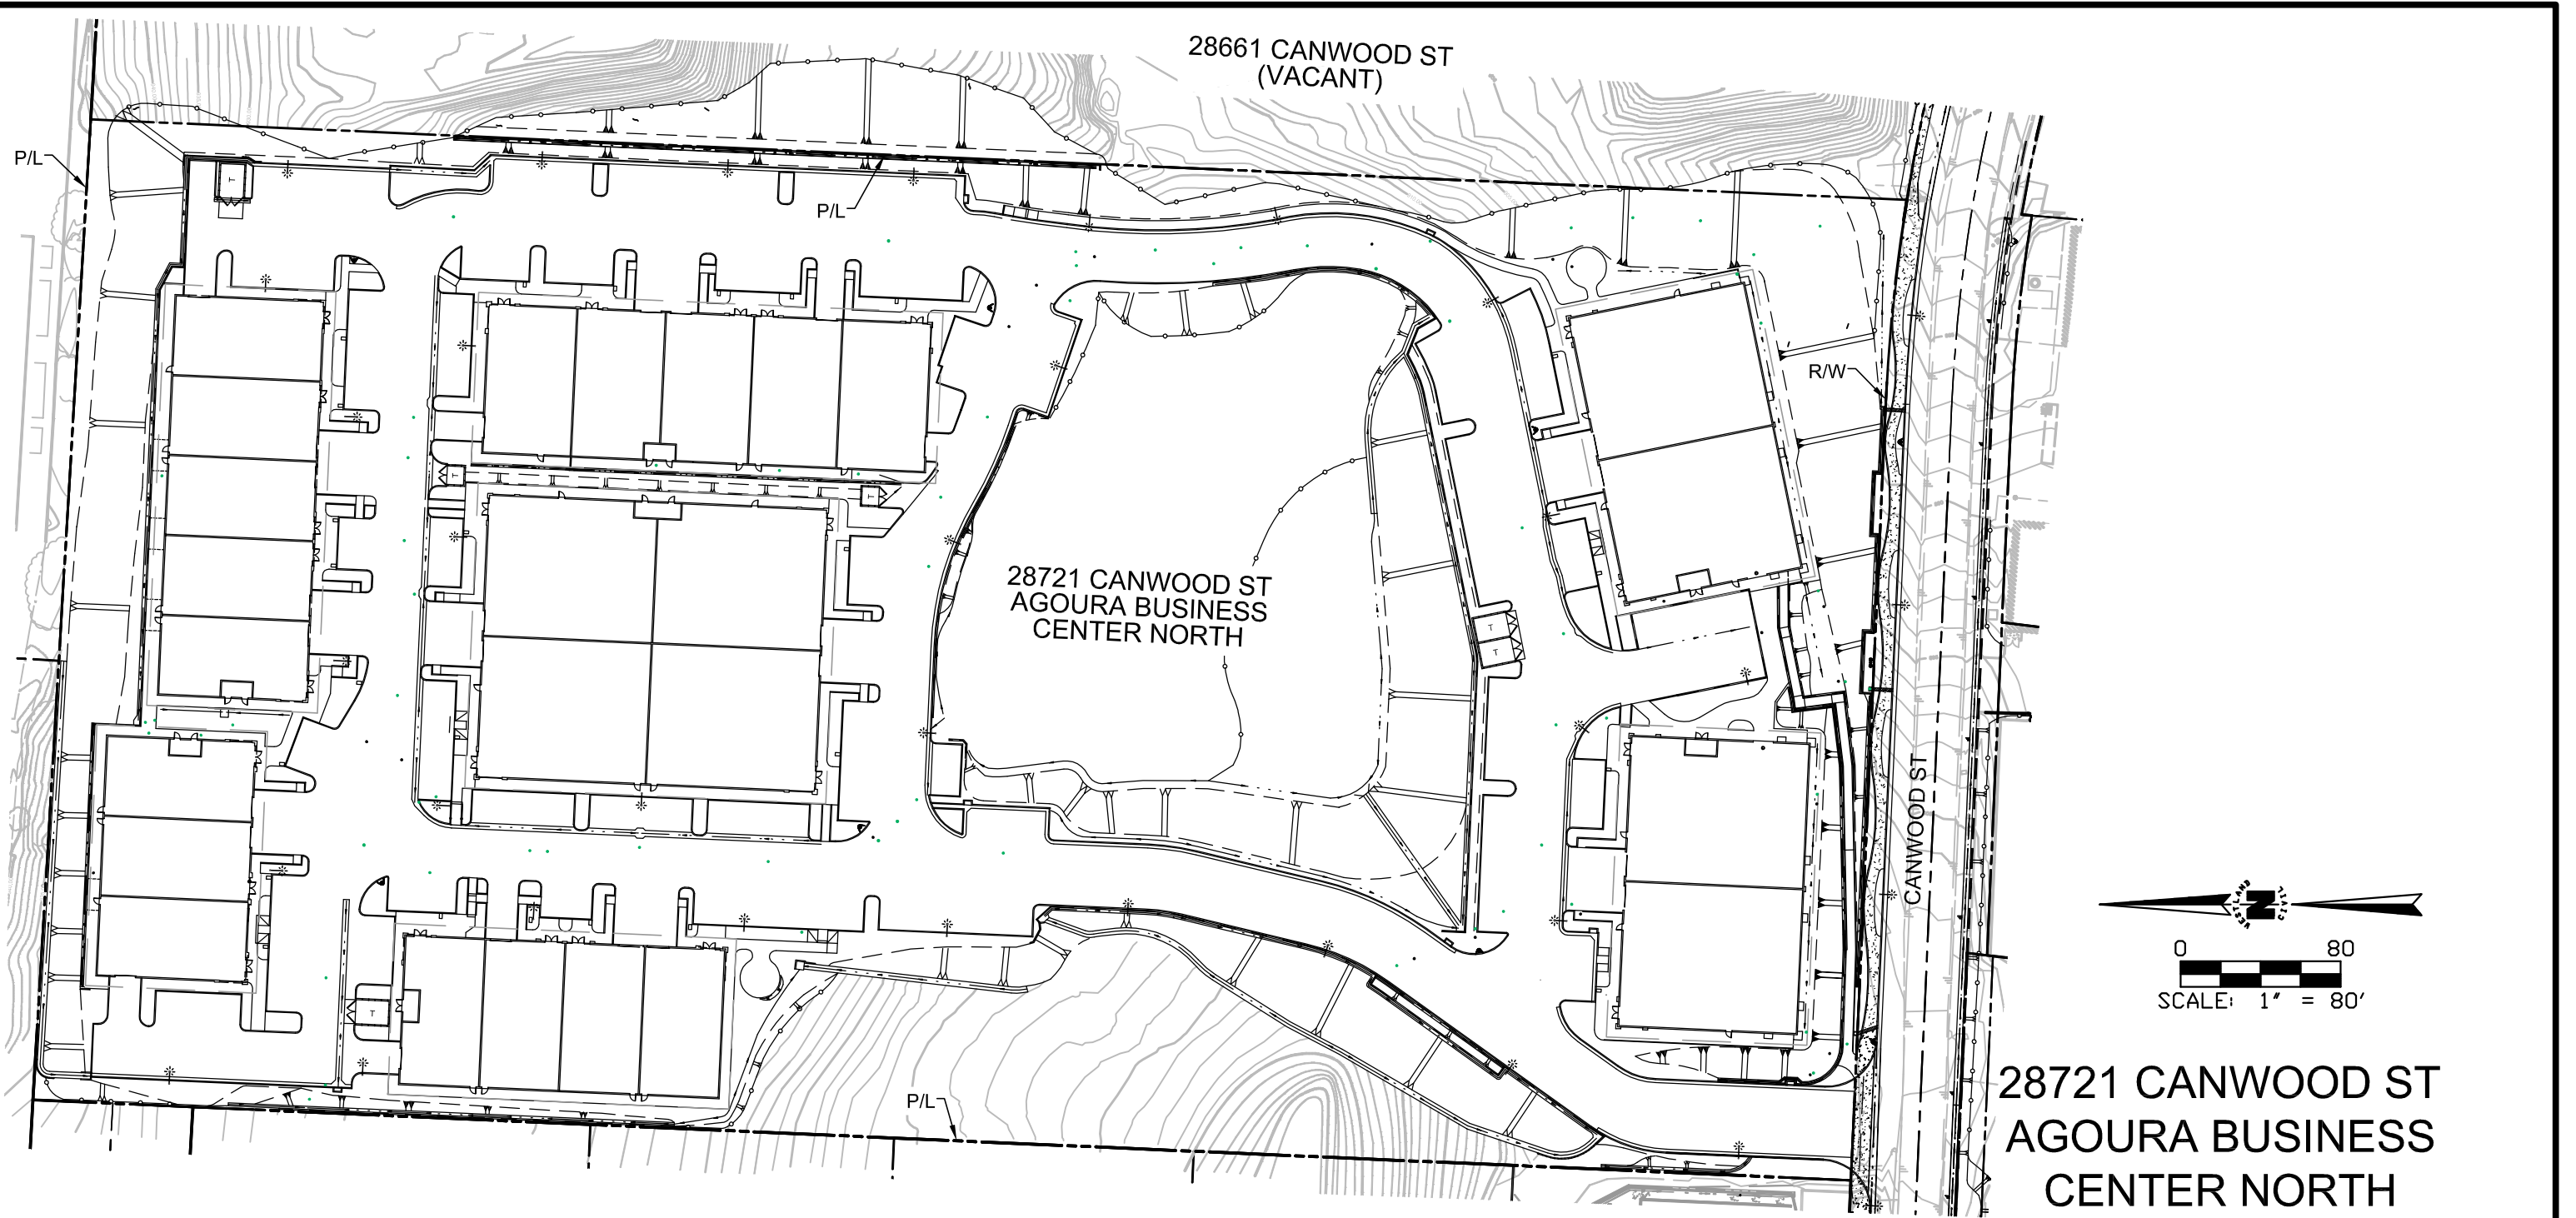 28661 CANWOOD ST
(VACANT)
P/L
P/L
T
R/W
T
T
28721 CANWOOD ST
AGOURA BUSINESS
CENTER NORTH
T
T
CANWOOD ST
N
0 80
SCALE: 1" = 80'
T
P/L
28721 CANWOOD ST
AGOURA BUSINESS
CENTER NORTH